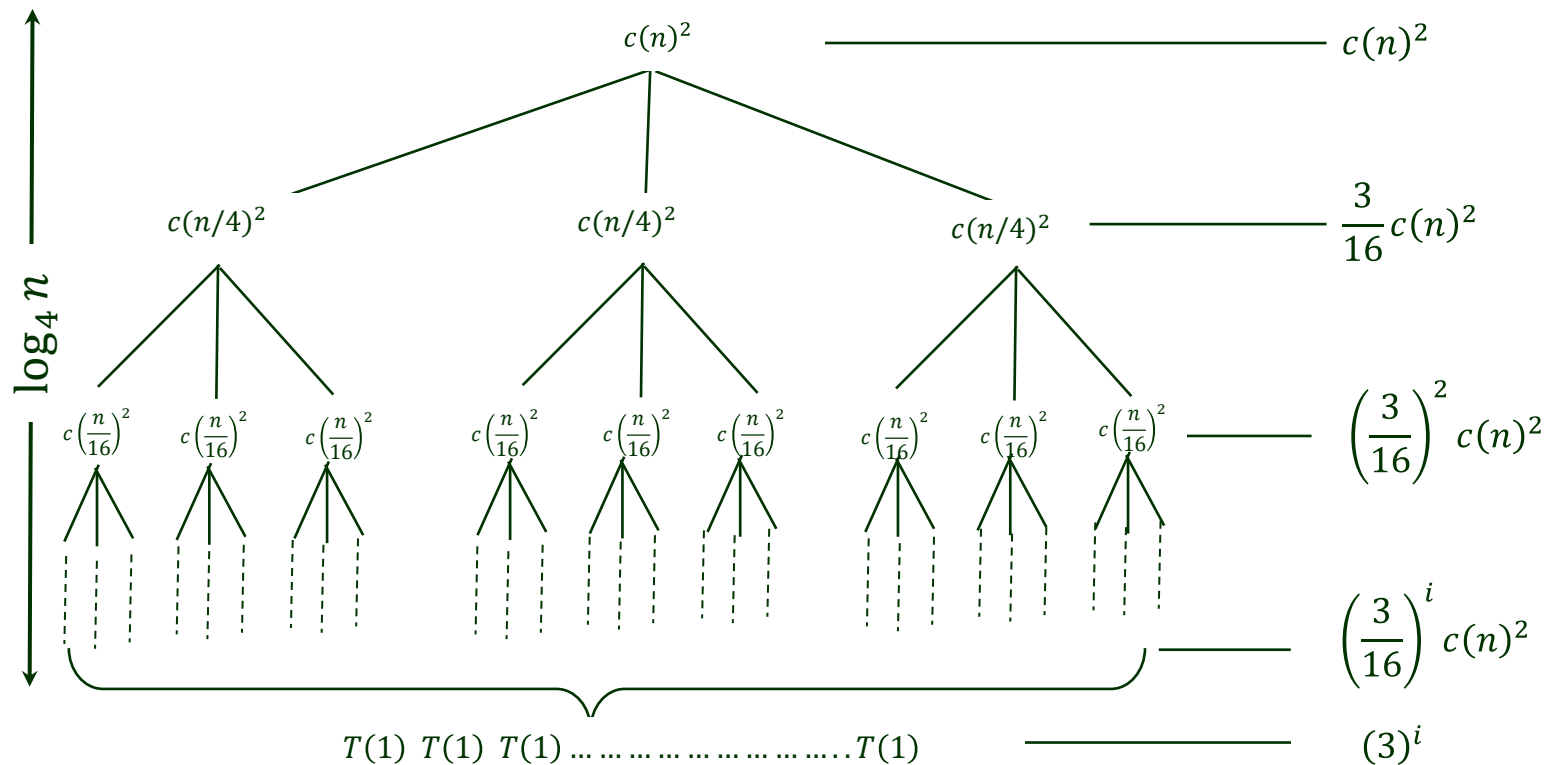 c(n)² c(n)²
c(n/4)² c(n/4)² c(n/4)² 3/16 c(n)²
log₄ n
c(n/16)² c(n/16)² c(n/16)² c(n/16)² c(n/16)² c(n/16)² c(n/16)² c(n/16)² c(n/16)² (3/16)² c(n)²
(3/16)ⁱ c(n)²
T(1) T(1) T(1) … … … … … … … … … . . T(1) (3)ⁱ